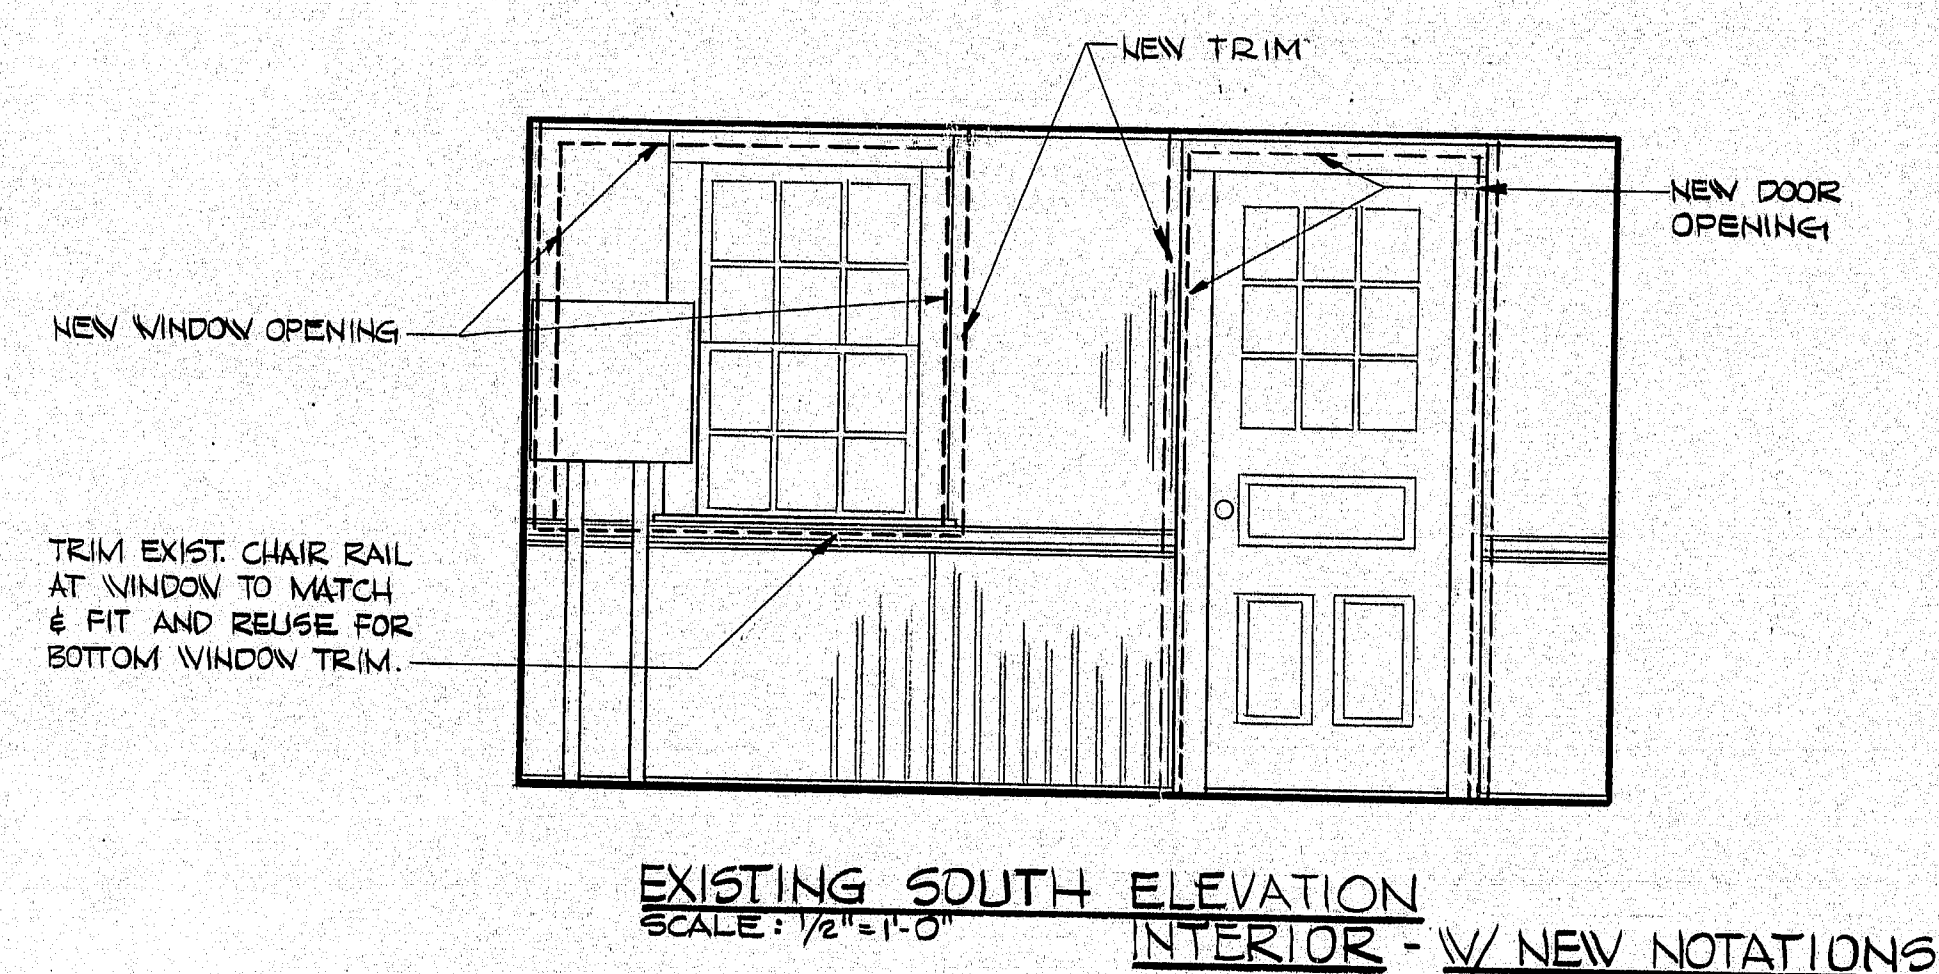 NEW TRIM
NEW DOOR
OPENING
NEW WINDOW OPENING
TRIM EXIST. CHAIR RAIL
AT WINDOW TO MATCH
& FIT AND REUSE FOR
BOTTOM WINDOW TRIM.
EXISTING SOUTH ELEVATION
SCALE: 1/2"=1'-0"
INTERIOR - W/ NEW NOTATIONS